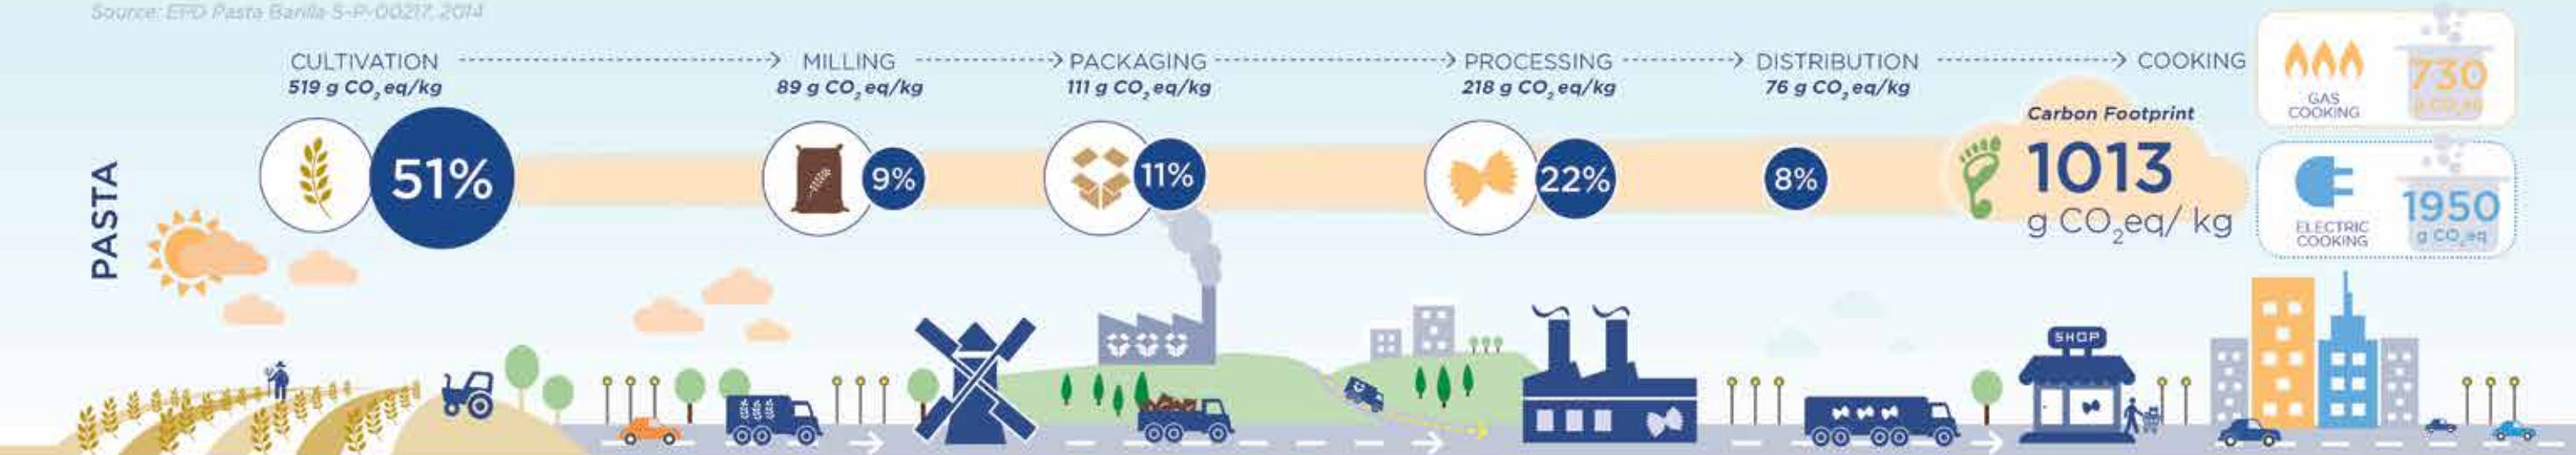 Source: EPD Pasta Barilla S-P-00217, 2014
CULTIVATION
519 g CO₂eq/kg
MILLING
89 g CO₂eq/kg
PACKAGING
111 g CO₂eq/kg
PROCESSING
218 g CO₂eq/kg
DISTRIBUTION
76 g CO₂eq/kg
COOKING
PASTA
51%
9%
11%
22%
8%
Carbon Footprint
1013
g CO₂eq/ kg
GAS
COOKING
730
g CO₂eq
ELECTRIC
COOKING
1950
g CO₂eq
SHOP